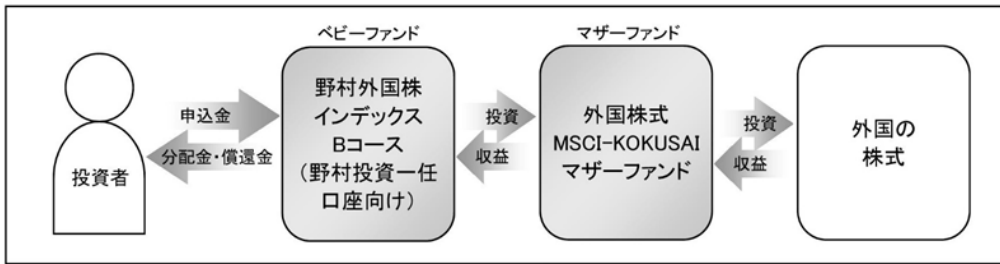 ベビーファンド
マザーファンド
投資者
申込金
分配金・償還金
野村外国株
インデックス
Bコース
(野村投資一任
口座向け)
投資
収益
外国株式
MSCI-KOKUSAI
マザーファンド
投資
収益
外国の
株式